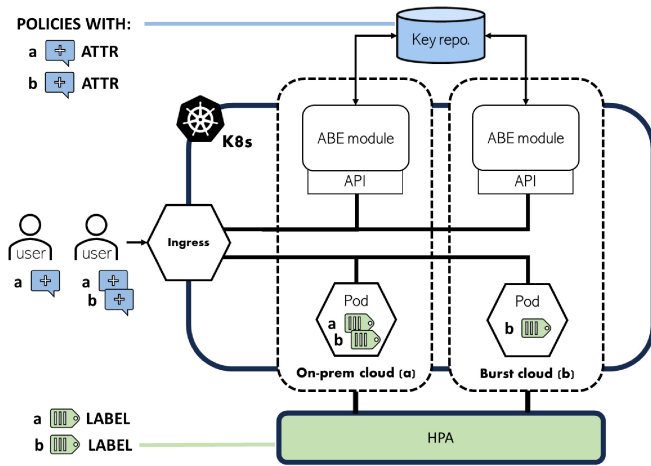 POLICIES WITH:
a ATTR
b ATTR
Key repo.
K8s
ABE module
API
ABE module
API
user
user
Ingress
a
a
b
Pod
a
b
Pod
b
On-prem cloud (a)
Burst cloud (b)
a LABEL
b LABEL
HPA